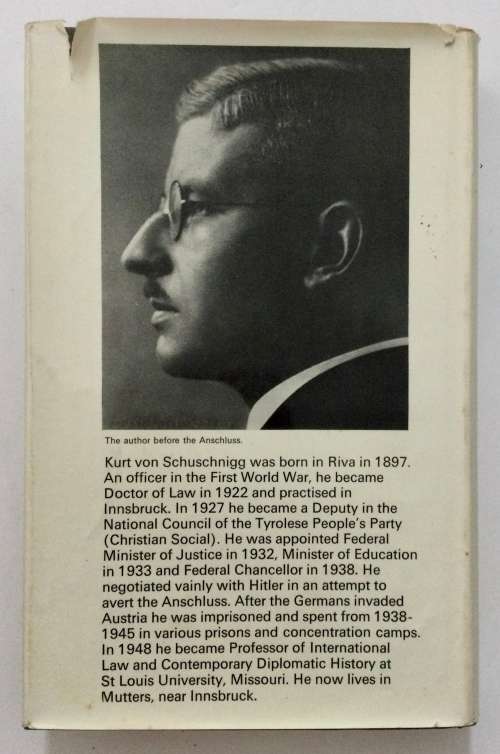 The author before the Anschluss.
Kurt von Schuschnigg was born in Riva in 1897.
An officer in the First World War, he became
Doctor of Law in 1922 and practised in
Innsbruck. In 1927 he became a Deputy in the
National Council of the Tyrolese People's Party
(Christian Social). He was appointed Federal
Minister of Justice in 1932, Minister of Education
in 1933 and Federal Chancellor in 1938. He
negotiated vainly with Hitler in an attempt to
avert the Anschluss. After the Germans invaded
Austria he was imprisoned and spent from 1938-
1945 in various prisons and concentration camps.
In 1948 he became Professor of International
Law and Contemporary Diplomatic History at
St Louis University, Missouri. He now lives in
Mutters, near Innsbruck.